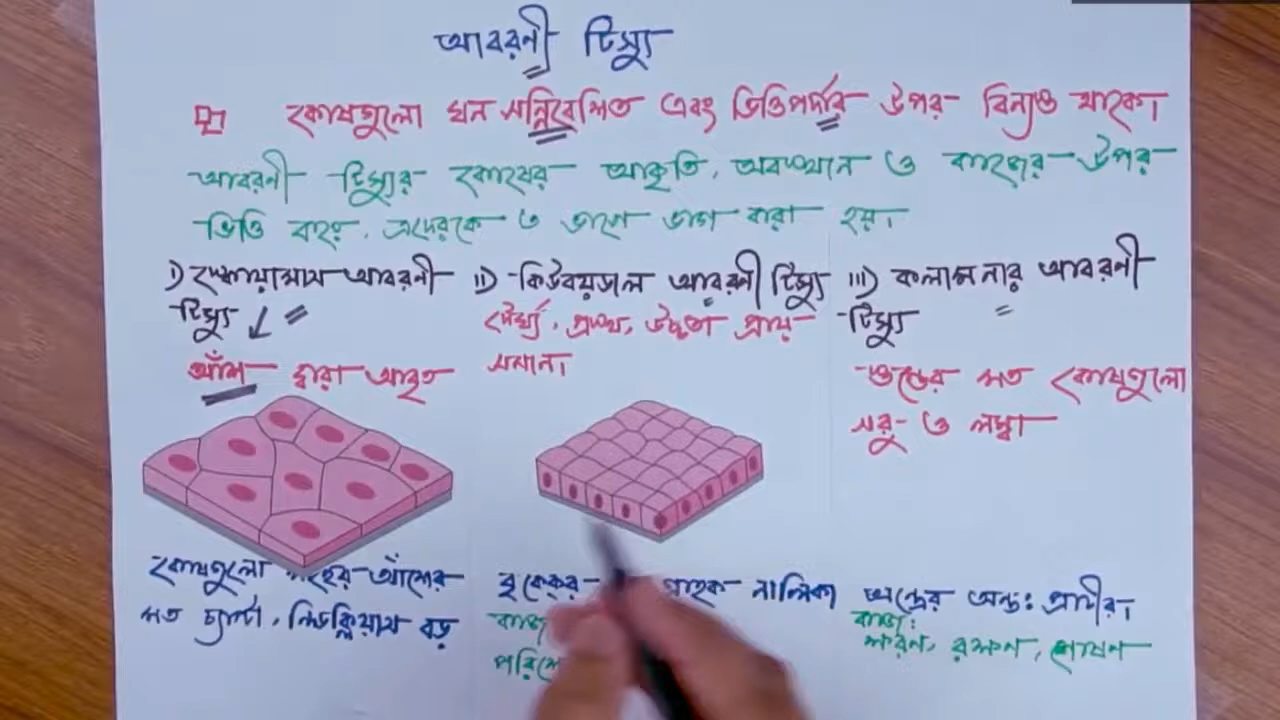 আবরণী টিস্যু
কোষগুলো ঘন সন্নিবেশিত এবং ভিত্তিপর্দার উপর বিন্যস্ত থাকে।
আবরণী টিস্যুর কোষের আকৃতি, অবস্থান ও কাজের উপর
ভিত্তি করে, এদেরকে ৩ ভাগে ভাগ করা হয়।
i) স্কোয়ামাস আবরণী
টিস্যু
আঁশ দ্বারা আবৃত
কোষগুলো মাছের আঁশের
মত চ্যাপ্টা, নিউক্লিয়াস বড়
ii) কিউবয়ডাল আবরণী টিস্যু
দৈর্ঘ্য, প্রস্থ, উচ্চতা প্রায়
সমান।
বৃক্কের গ্রাহক নালিকা
কাজ
iii) কলামনার আবরণী
টিস্যু
স্তম্ভের মত কোষগুলো
সরু ও লম্বা
অন্ত্রের অন্তঃপ্রাচীর।
কাজ:
ক্ষরণ, রক্ষণ, শোষণ